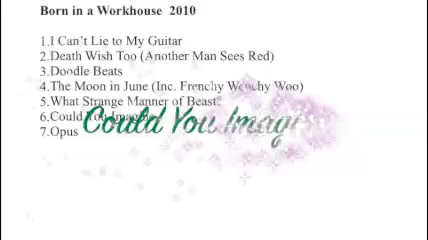 Born in a Workhouse 2010
1.I Can't Lie to My Guitar
2.Death Wish Too (Another Man Sees Red)
3.Doodle Beats
4.The Moon in June (Inc. Frenchy Wenchy Woo)
5.What Strange Manner of Beast?
6.Could You Imagine
7.Opus
Could You Imagi